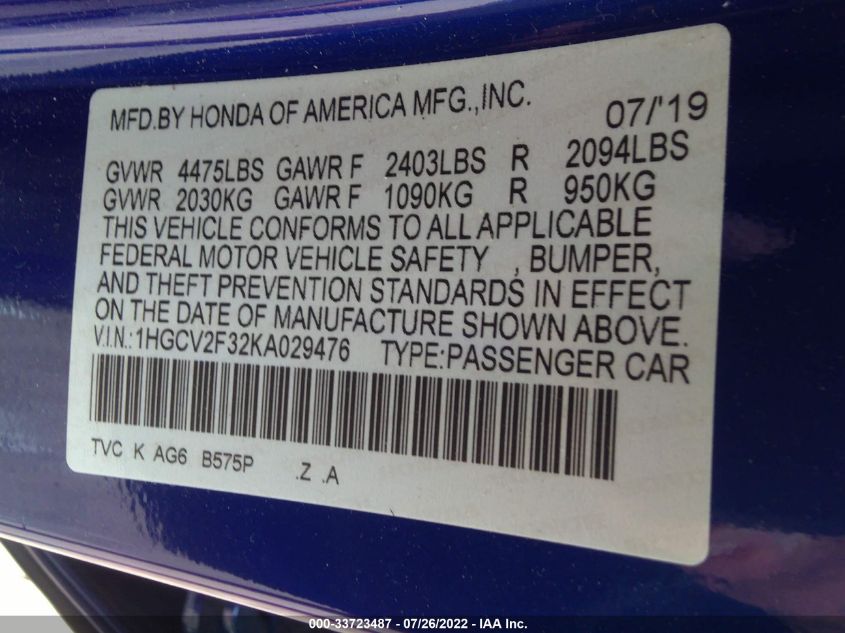 MFD.BY HONDA OF AMERICA MFG.,INC. 07/'19
GVWR 4475LBS GAWR F 2403LBS R 2094LBS
GVWR 2030KG GAWR F 1090KG R 950KG
THIS VEHICLE CONFORMS TO ALL APPLICABLE
FEDERAL MOTOR VEHICLE SAFETY , BUMPER,
AND THEFT PREVENTION STANDARDS IN EFFECT
ON THE DATE OF MANUFACTURE SHOWN ABOVE.
V.I.N.:1HGCV2F32KA029476 TYPE:PASSENGER CAR
TVC K AG6 B575P .Z .A
000-33723487 - 07/26/2022 - IAA Inc.